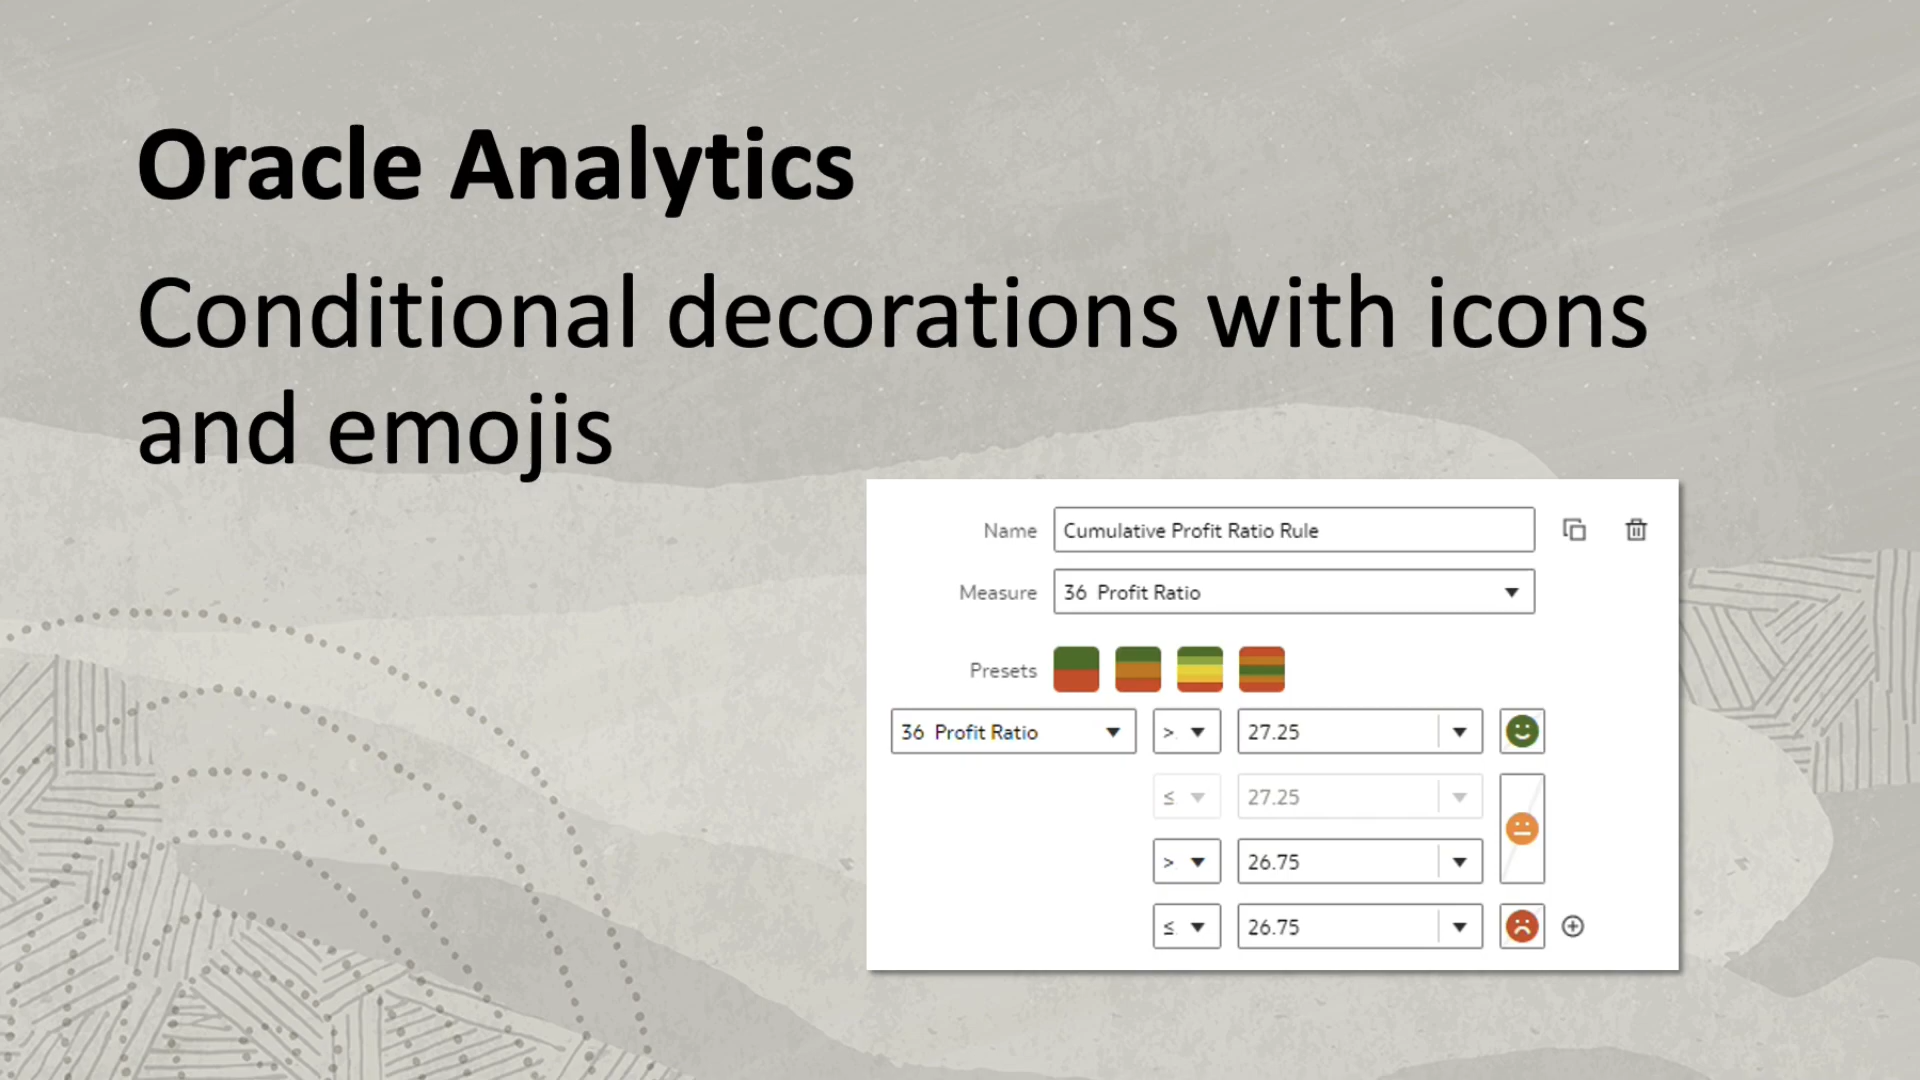 Oracle Analytics
Conditional decorations with icons
and emojis
Name Cumulative Profit Ratio Rule
Measure 36 Profit Ratio
Presets
36 Profit Ratio > 27.25
≤ 27.25
> 26.75
≤ 26.75